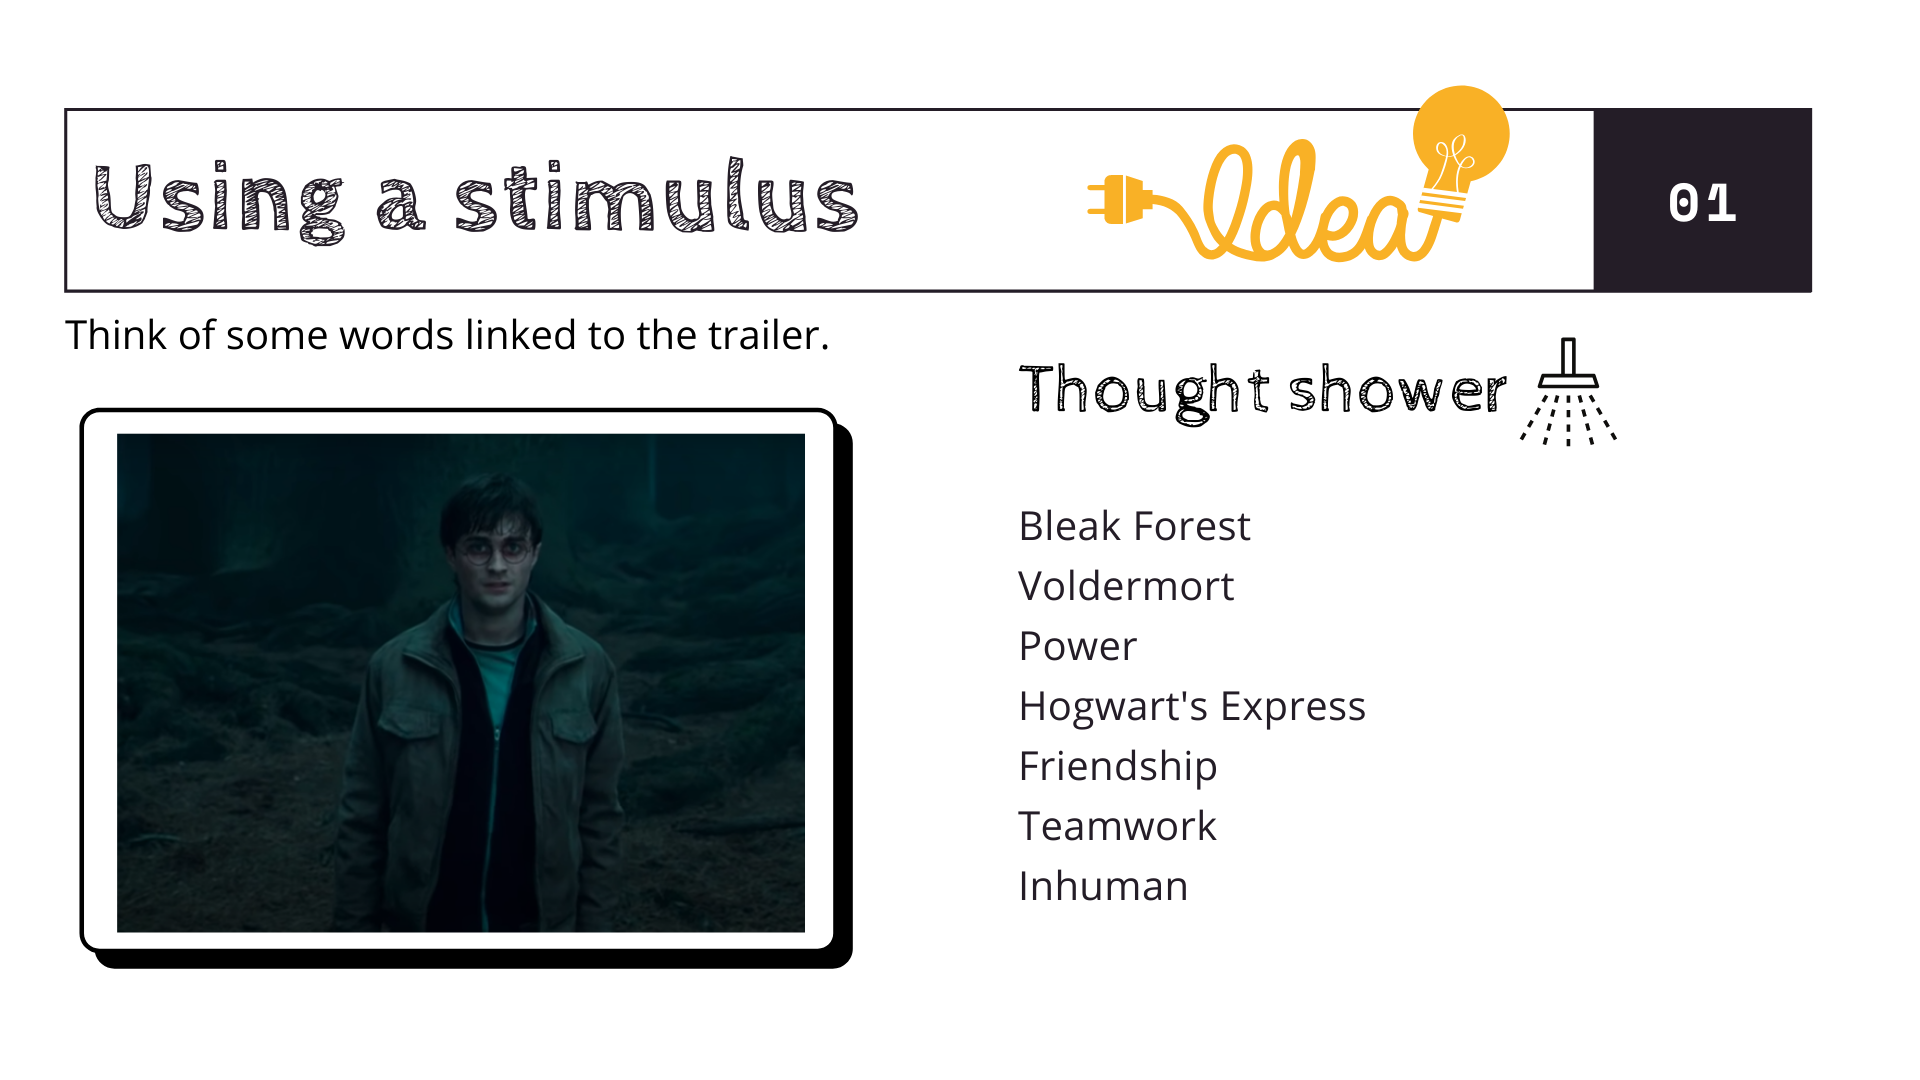 Using a stimulus
Idea
01
Think of some words linked to the trailer.
Thought shower
Bleak Forest
Voldermort
Power
Hogwart's Express
Friendship
Teamwork
Inhuman